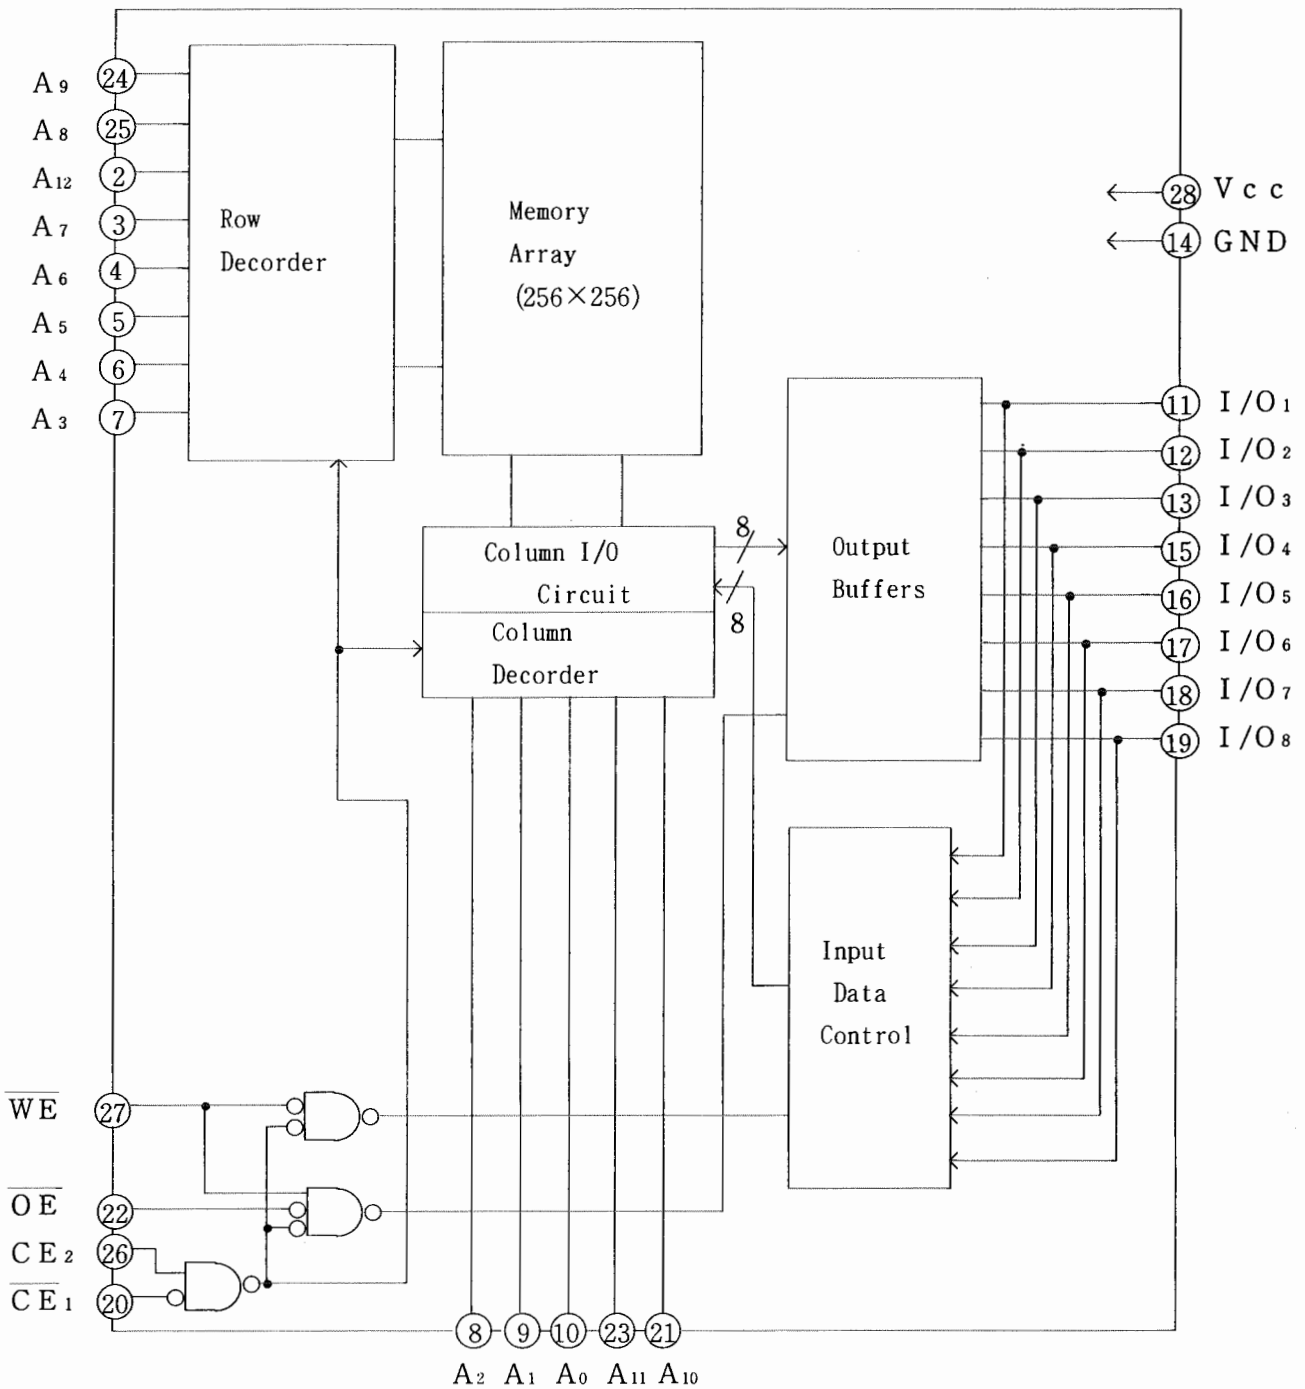 A9 24
A8 25
A12 2
A7 3
A6 4
A5 5
A4 6
A3 7
Row
Decorder
Memory
Array
(256×256)
28 Vcc
14 GND
Column I/O
Circuit
Column
Decorder
8
8
Output
Buffers
11 I/O1
12 I/O2
13 I/O3
15 I/O4
16 I/O5
17 I/O6
18 I/O7
19 I/O8
Input
Data
Control
WE 27
OE 22
CE2 26
CE1 20
8 9 10 23 21
A2 A1 A0 A11 A10